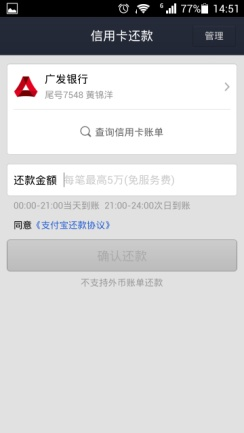 77% 14:51
信用卡还款 管理
广发银行
尾号7548 黄锦洋
查询信用卡账单
还款金额 每笔最高5万(免服务费)
00:00-21:00当天到账 21:00-24:00次日到账
同意《支付宝还款协议》
确认还款
不支持外币账单还款